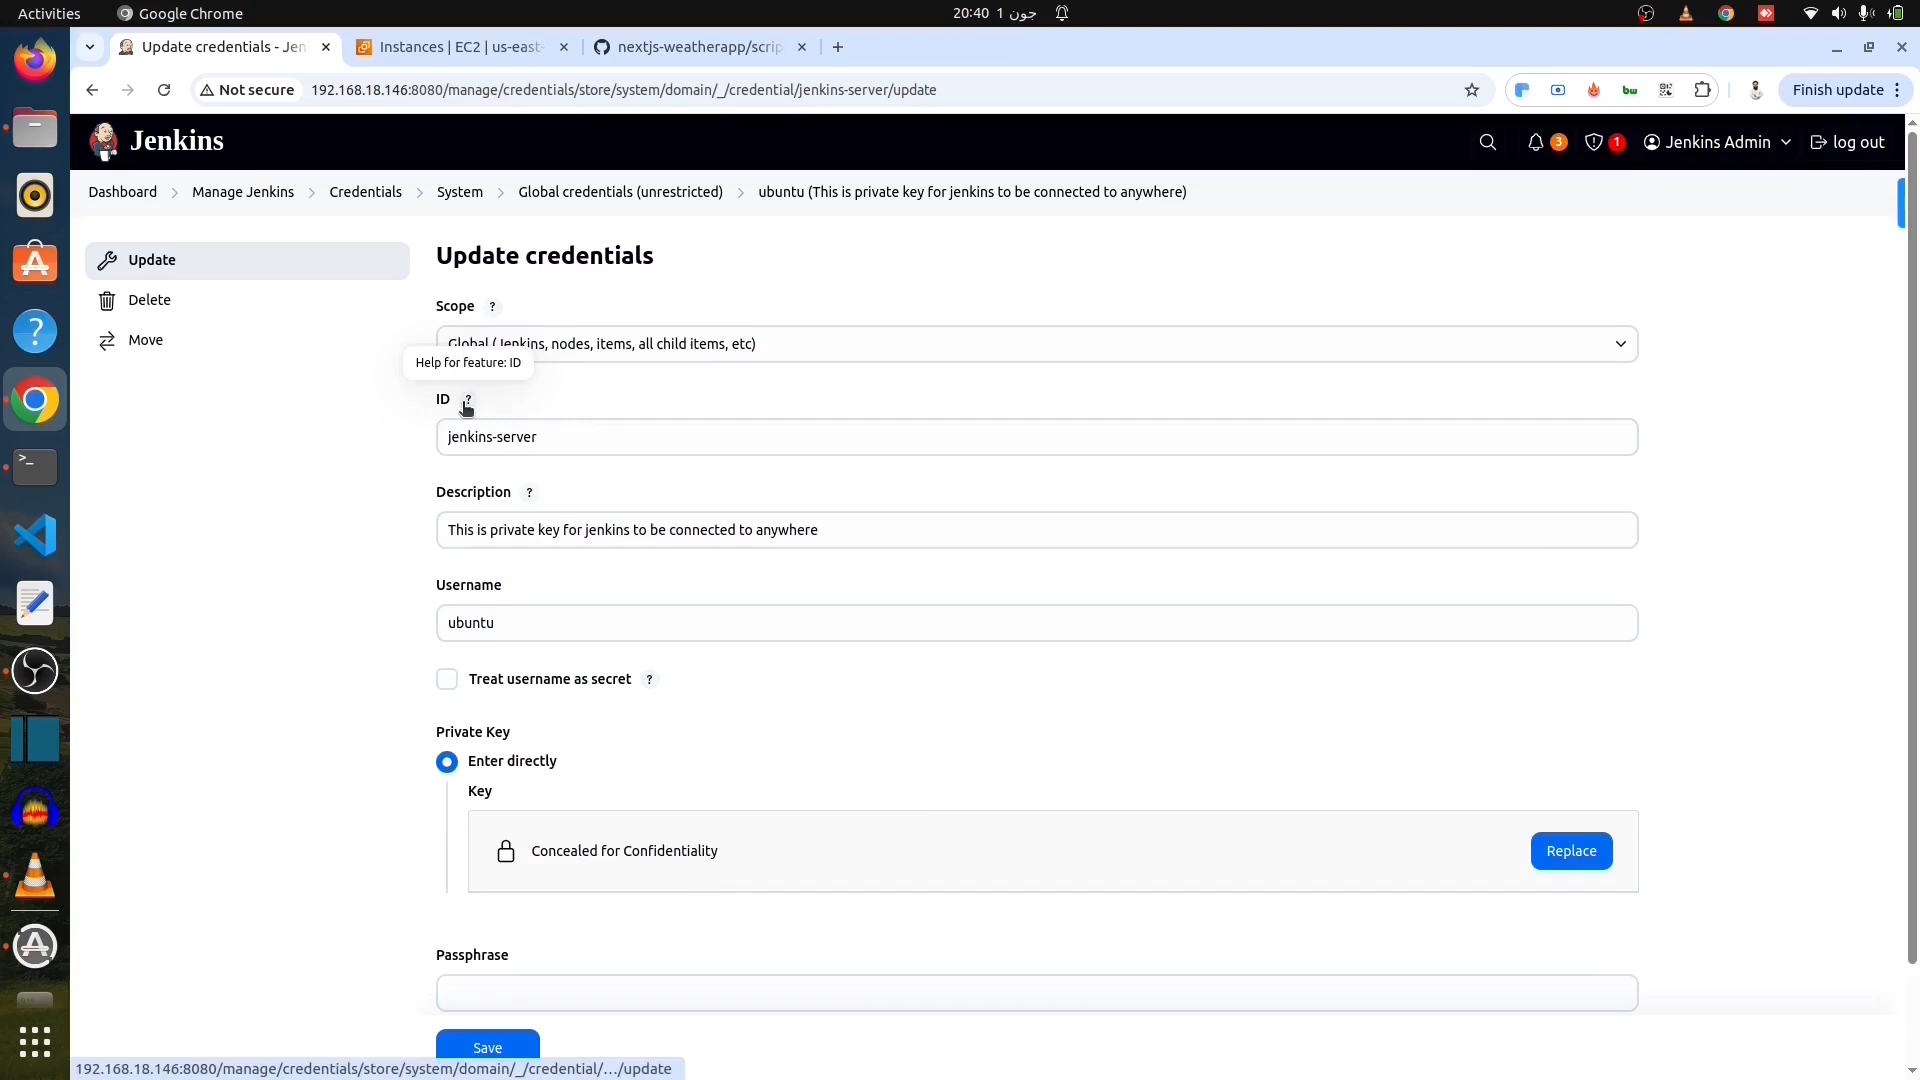 Activities
Google Chrome
20:40 1 جون
Update credentials - Jen
Instances | EC2 | us-east-
nextjs-weatherapp/scrip
Not secure
192.168.18.146:8080/manage/credentials/store/system/domain/_/credential/jenkins-server/update
bw
Finish update
Jenkins
3
1
Jenkins Admin
log out
Dashboard
Manage Jenkins
Credentials
System
Global credentials (unrestricted)
ubuntu (This is private key for jenkins to be connected to anywhere)
Update
Delete
Move
Update credentials
Scope ?
Global (Jenkins, nodes, items, all child items, etc)
Help for feature: ID
ID ?
jenkins-server
Description ?
This is private key for jenkins to be connected to anywhere
Username
ubuntu
Treat username as secret ?
Private Key
Enter directly
Key
Concealed for Confidentiality
Replace
Passphrase
Save
192.168.18.146:8080/manage/credentials/store/system/domain/_/credential/…/update